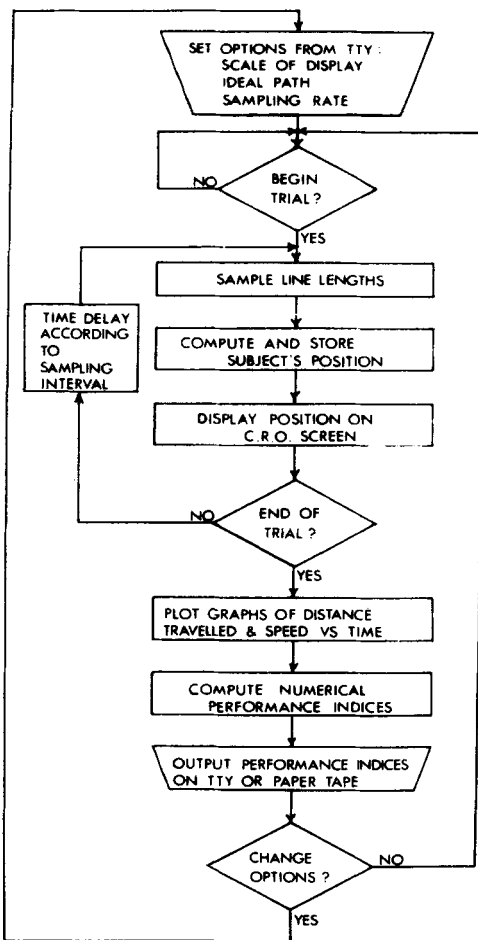 SET OPTIONS FROM TTY:
SCALE OF DISPLAY
IDEAL PATH
SAMPLING RATE
BEGIN
TRIAL?
NO
YES
SAMPLE LINE LENGTHS
TIME DELAY
ACCORDING
TO
SAMPLING
INTERVAL
COMPUTE AND STORE
SUBJECT'S POSITION
DISPLAY POSITION ON
C.R.O. SCREEN
END OF
TRIAL?
NO
YES
PLOT GRAPHS OF DISTANCE
TRAVELLED & SPEED VS TIME
COMPUTE NUMERICAL
PERFORMANCE INDICES
OUTPUT PERFORMANCE INDICES
ON TTY OR PAPER TAPE
CHANGE
OPTIONS?
NO
YES